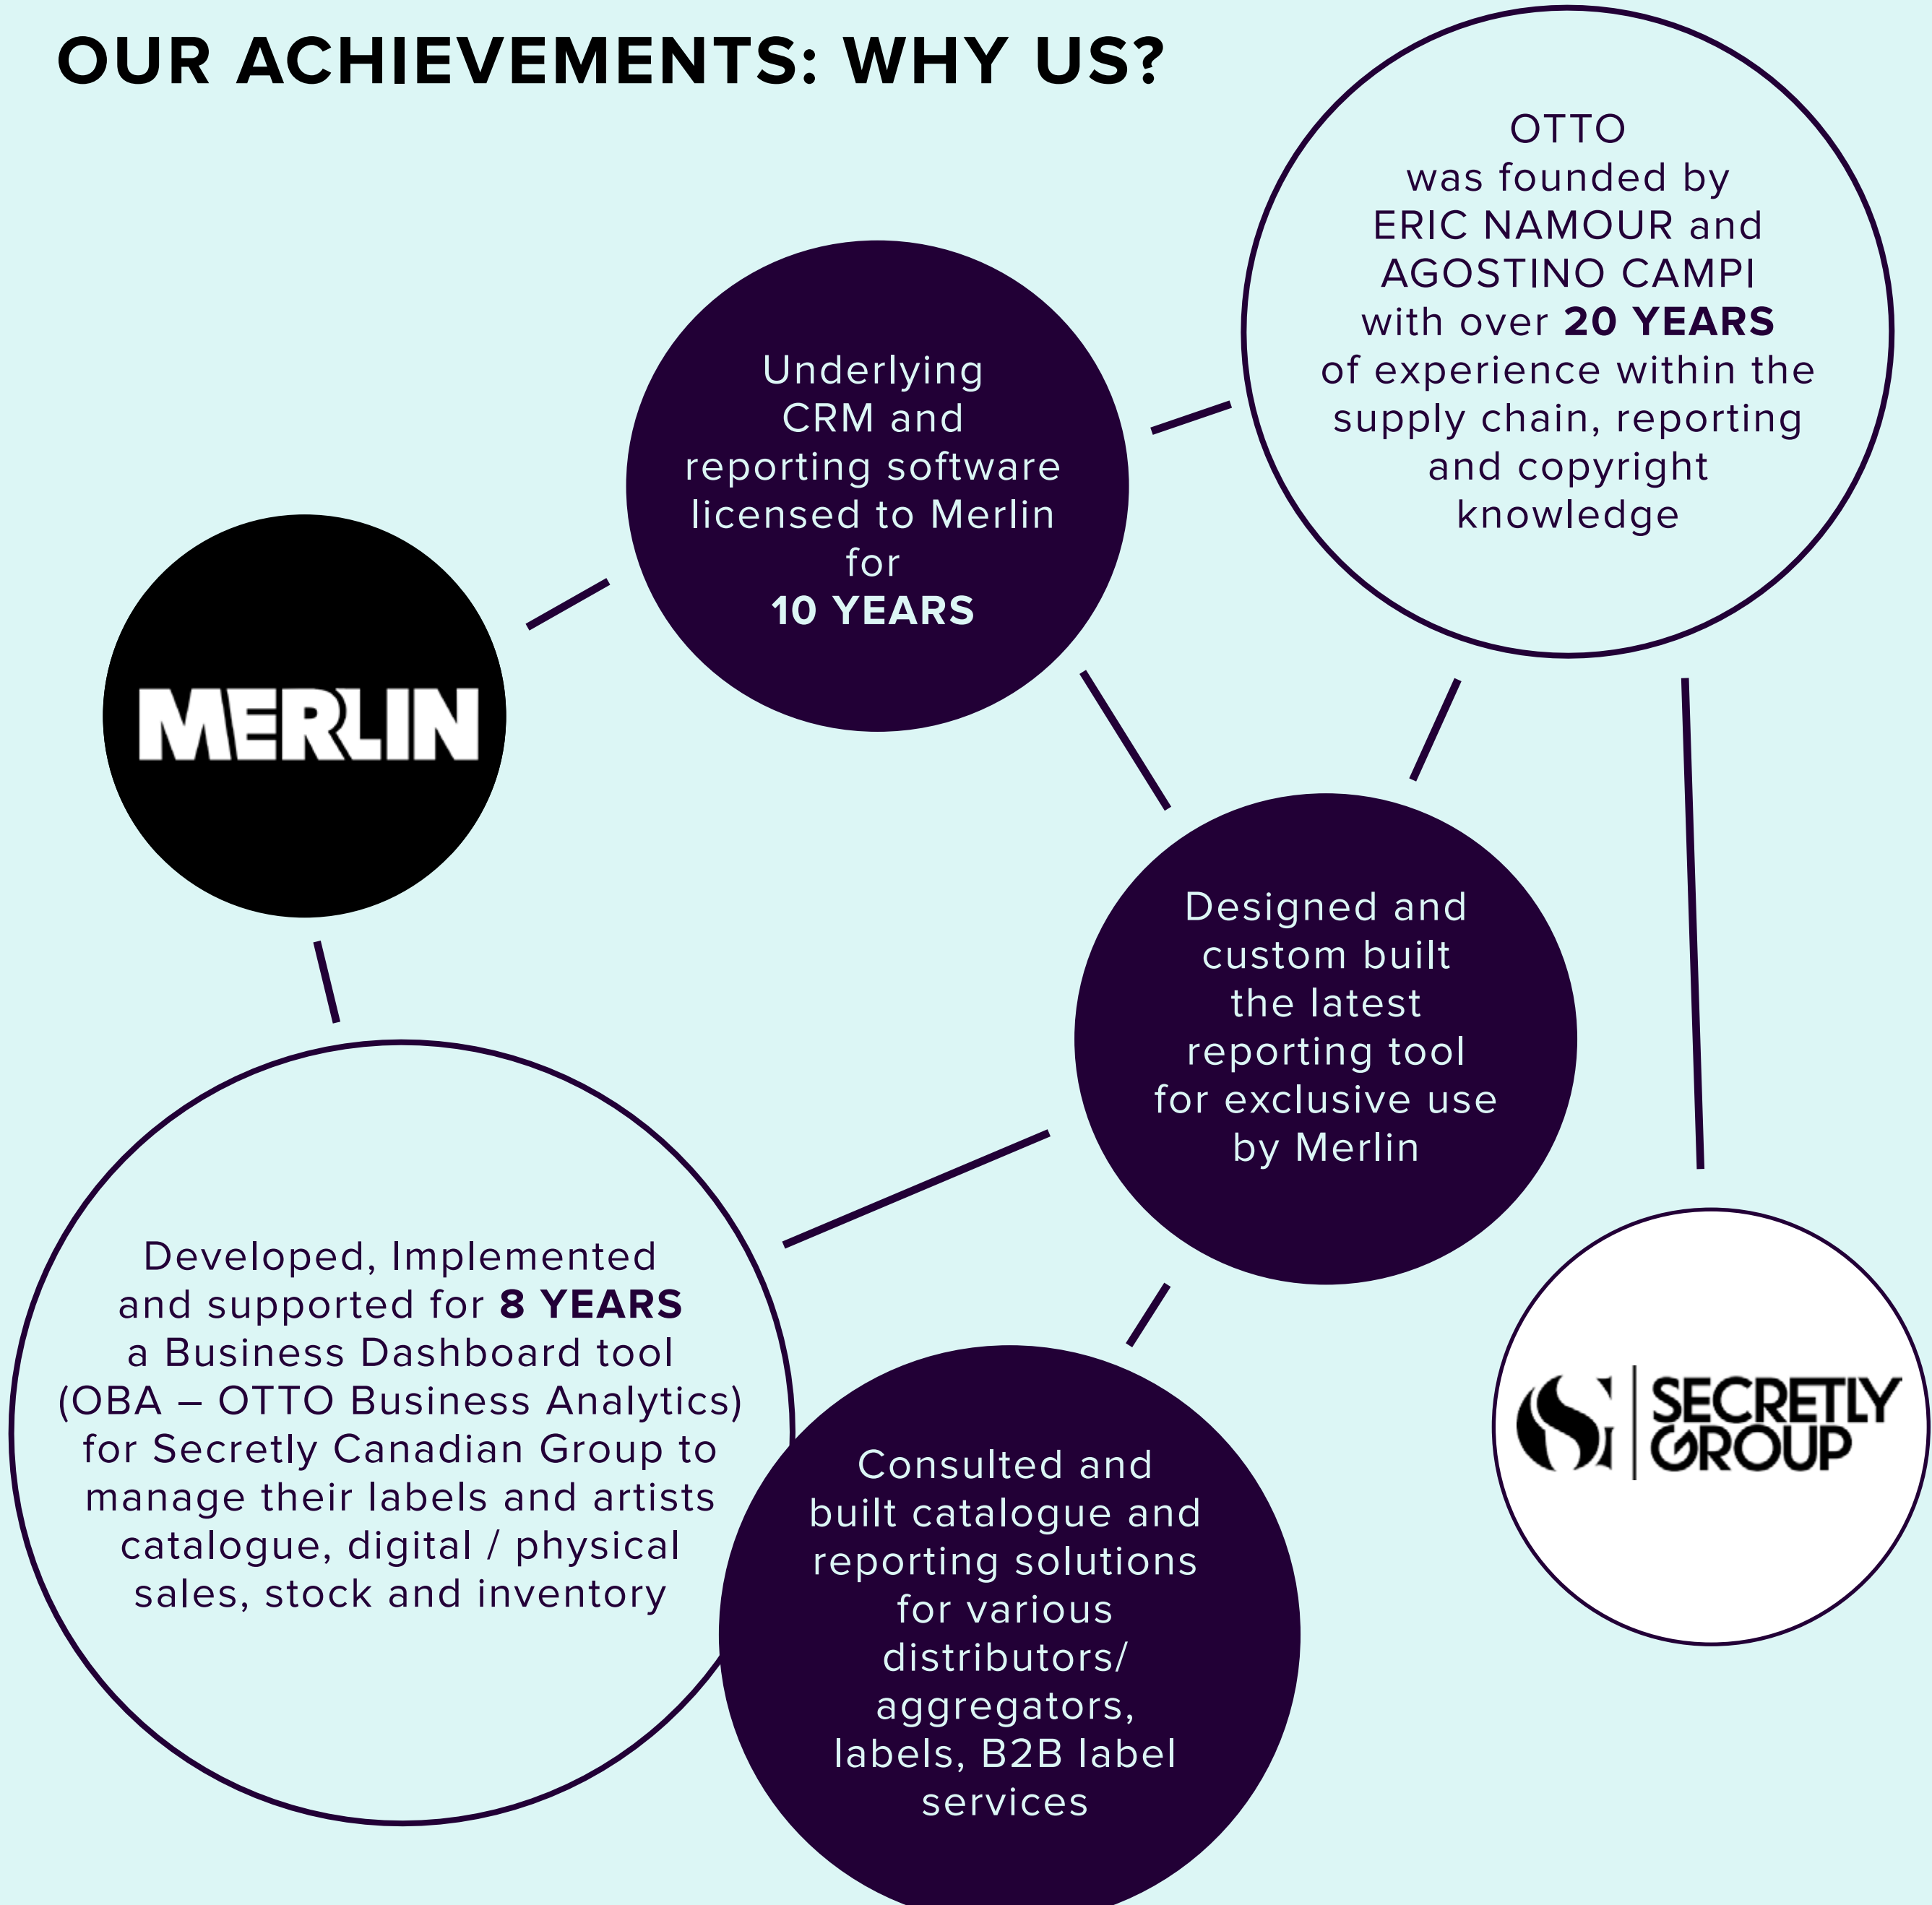 OUR ACHIEVEMENTS: WHY US?
OTTO
was founded by
ERIC NAMOUR and
AGOSTINO CAMPI
with over 20 YEARS
of experience within the
supply chain, reporting
and copyright
knowledge
Underlying
CRM and
reporting software
licensed to Merlin
for
10 YEARS
MERLIN
Designed and
custom built
the latest
reporting tool
for exclusive use
by Merlin
Developed, Implemented
and supported for 8 YEARS
a Business Dashboard tool
(OBA – OTTO Business Analytics)
for Secretly Canadian Group to
manage their labels and artists
catalogue, digital / physical
sales, stock and inventory
Consulted and
built catalogue and
reporting solutions
for various
distributors/
aggregators,
labels, B2B label
services
SECRETLY
GROUP